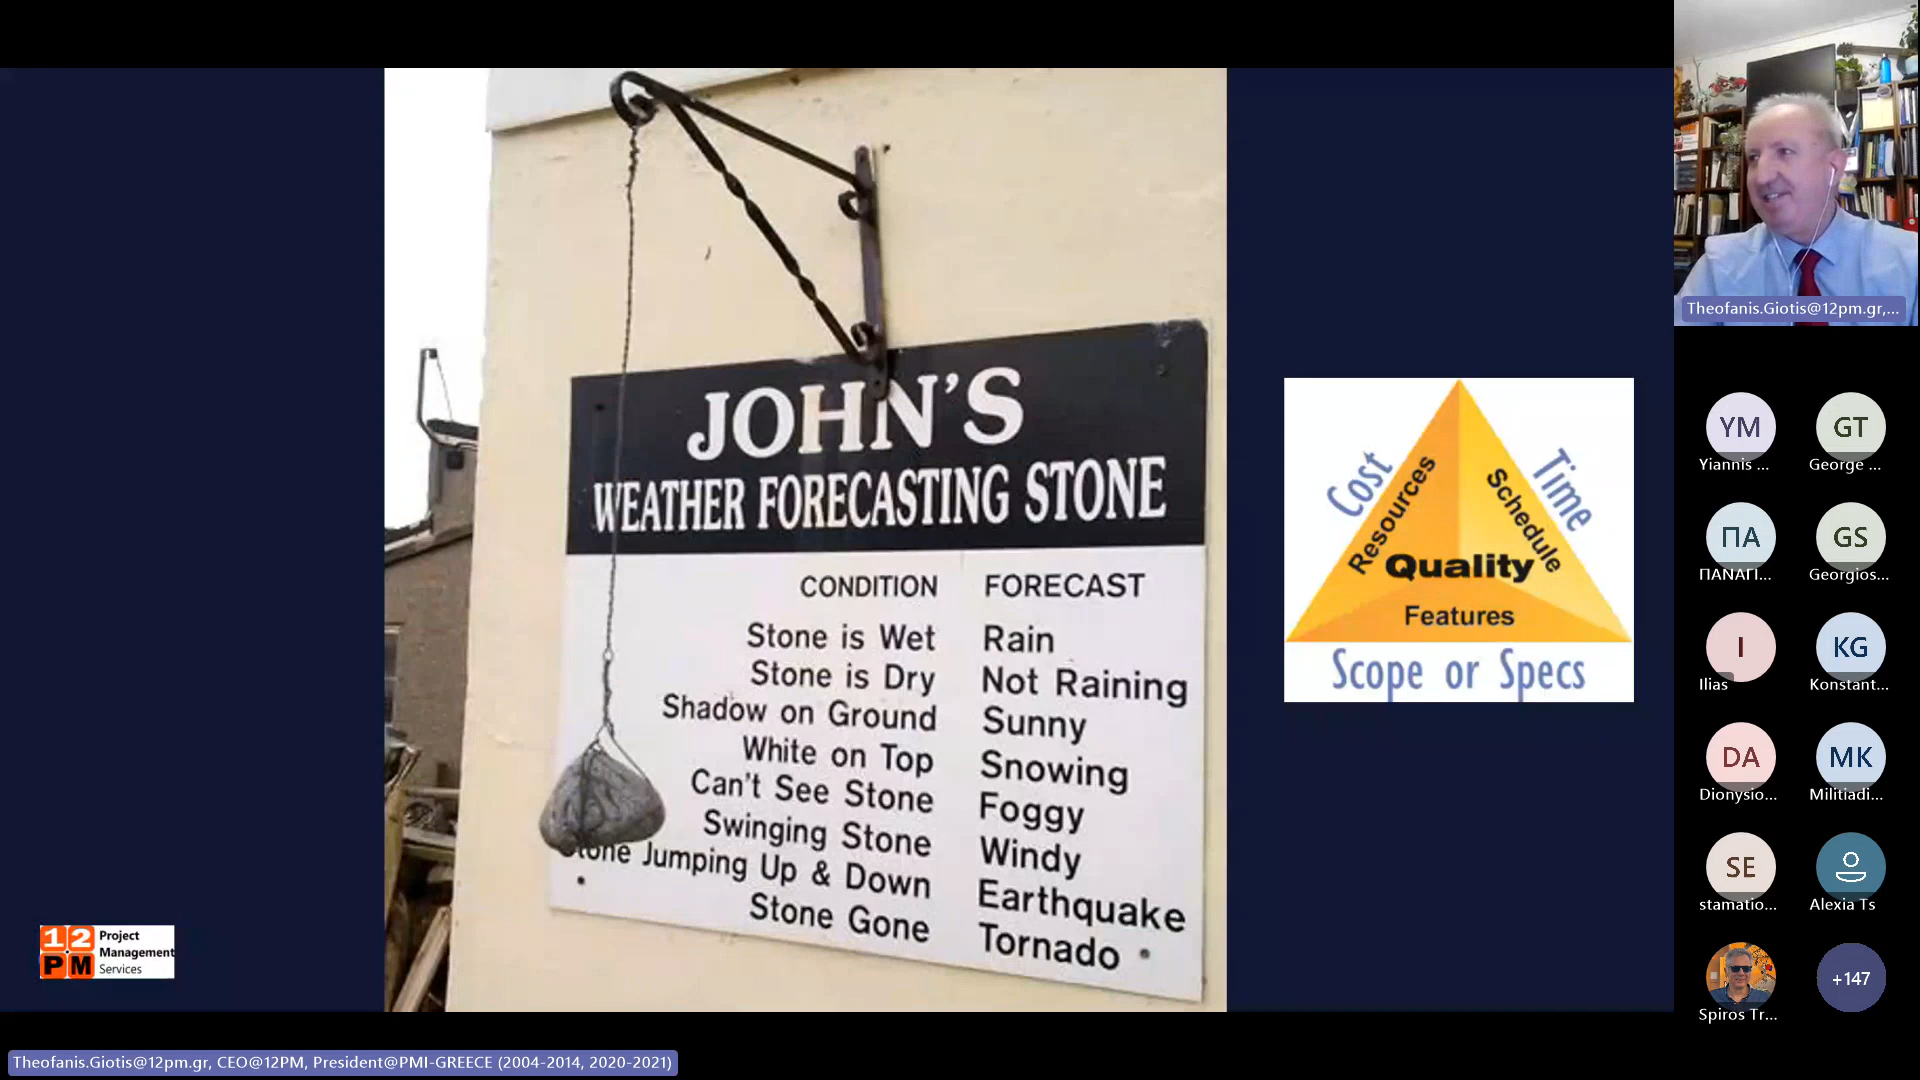 JOHN'S
WEATHER FORECASTING STONE
CONDITION FORECAST
Stone is Wet Rain
Stone is Dry Not Raining
Shadow on Ground Sunny
White on Top Snowing
Can't See Stone Foggy
Swinging Stone Windy
Stone Jumping Up & Down Earthquake
Stone Gone Tornado
Cost
Resources
Time
Schedule
Quality
Features
Scope or Specs
12
PM
Project
Management
Services
Theofanis.Giotis@12pm.gr,...
YM
Yiannis ...
GT
George ...
ΠΑ
ΠΑΝΑΓΙ...
GS
Georgios...
I
Ilias
KG
Konstant...
DA
Dionysio...
MK
Militiadi...
SE
stamatio...
Alexia Ts
Spiros Tr...
+147
Theofanis.Giotis@12pm.gr, CEO@12PM, President@PMI-GREECE (2004-2014, 2020-2021)